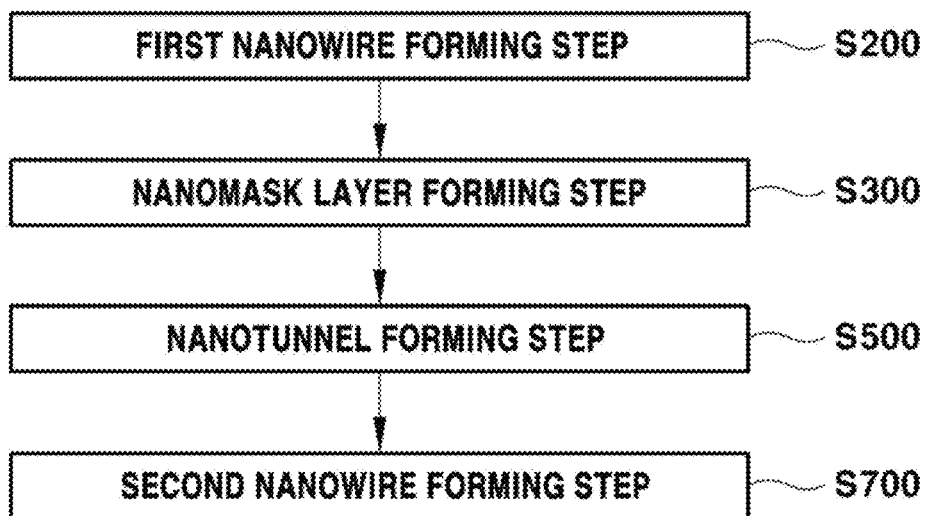 FIRST NANOWIRE FORMING STEP S200
NANOMASK LAYER FORMING STEP S300
NANOTUNNEL FORMING STEP S500
SECOND NANOWIRE FORMING STEP S700